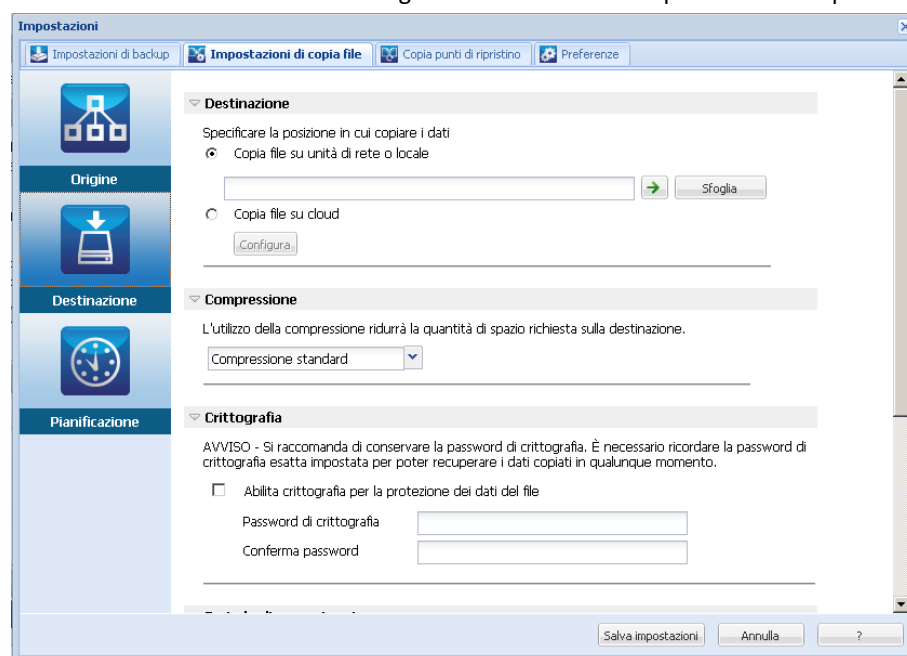 Impostazioni
Impostazioni di backup
Impostazioni di copia file
Copia punti di ripristino
Preferenze
Origine
Destinazione
Pianificazione
Destinazione
Specificare la posizione in cui copiare i dati
Copia file su unità di rete o locale
Sfoglia
Copia file su cloud
Configura
Compressione
L'utilizzo della compressione ridurrà la quantità di spazio richiesta sulla destinazione.
Compressione standard
Crittografia
AVVISO - Si raccomanda di conservare la password di crittografia. È necessario ricordare la password di
crittografia esatta impostata per poter recuperare i dati copiati in qualunque momento.
Abilita crittografia per la protezione dei dati del file
Password di crittografia
Conferma password
Salva impostazioni
Annulla
?